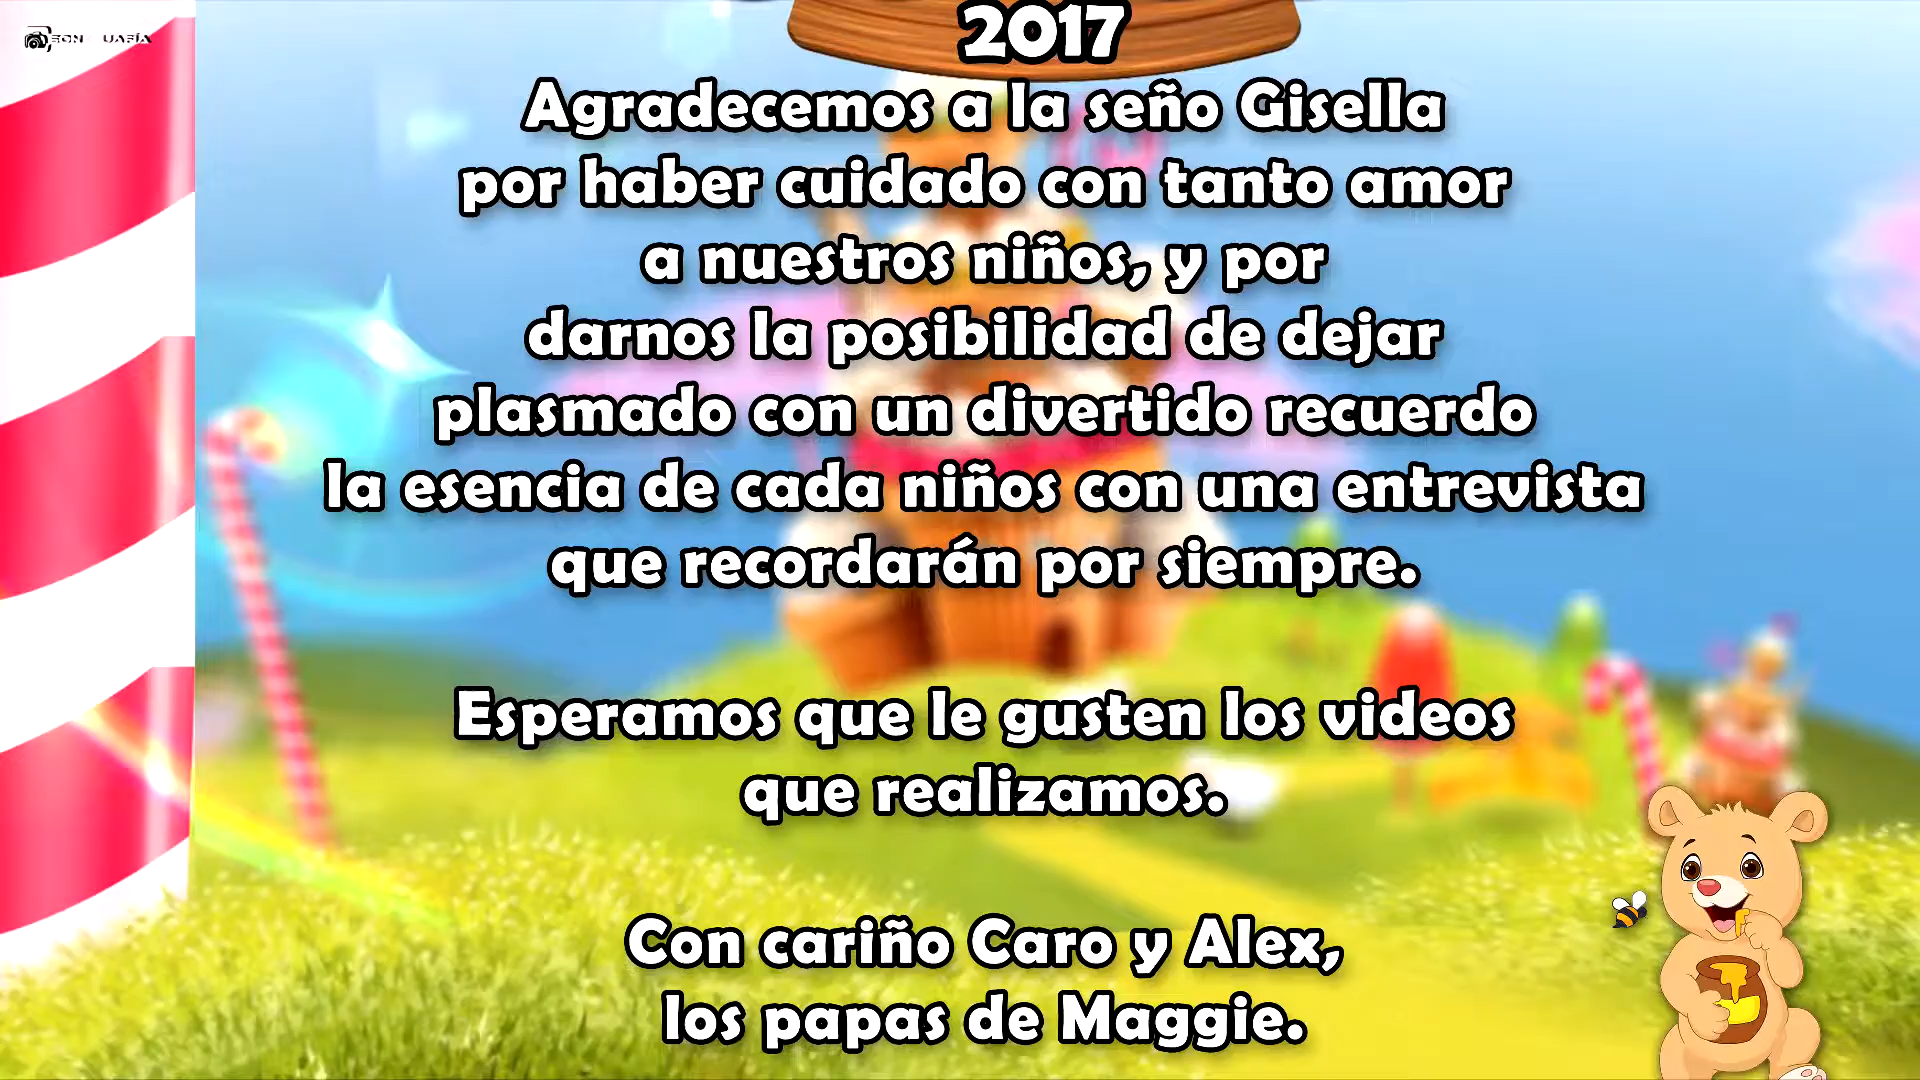 2017
Agradecemos a la seño Gisella
por haber cuidado con tanto amor
a nuestros niños, y por
darnos la posibilidad de dejar
plasmado con un divertido recuerdo
la esencia de cada niños con una entrevista
que recordarán por siempre.
Esperamos que le gusten los videos
que realizamos.
Con cariño Caro y Alex,
los papas de Maggie.